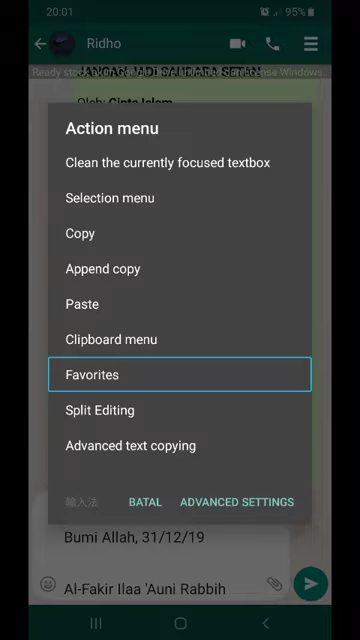 20:01
95%
Ridho
JANGAN JADI SAUDARA SETAN
Oleh: Cinta Islam
Action menu
Clean the currently focused textbox
Selection menu
Copy
Append copy
Paste
Clipboard menu
Favorites
Split Editing
Advanced text copying
輸入法
BATAL
ADVANCED SETTINGS
Bumi Allah, 31/12/19
Al-Fakir Ilaa 'Auni Rabbih